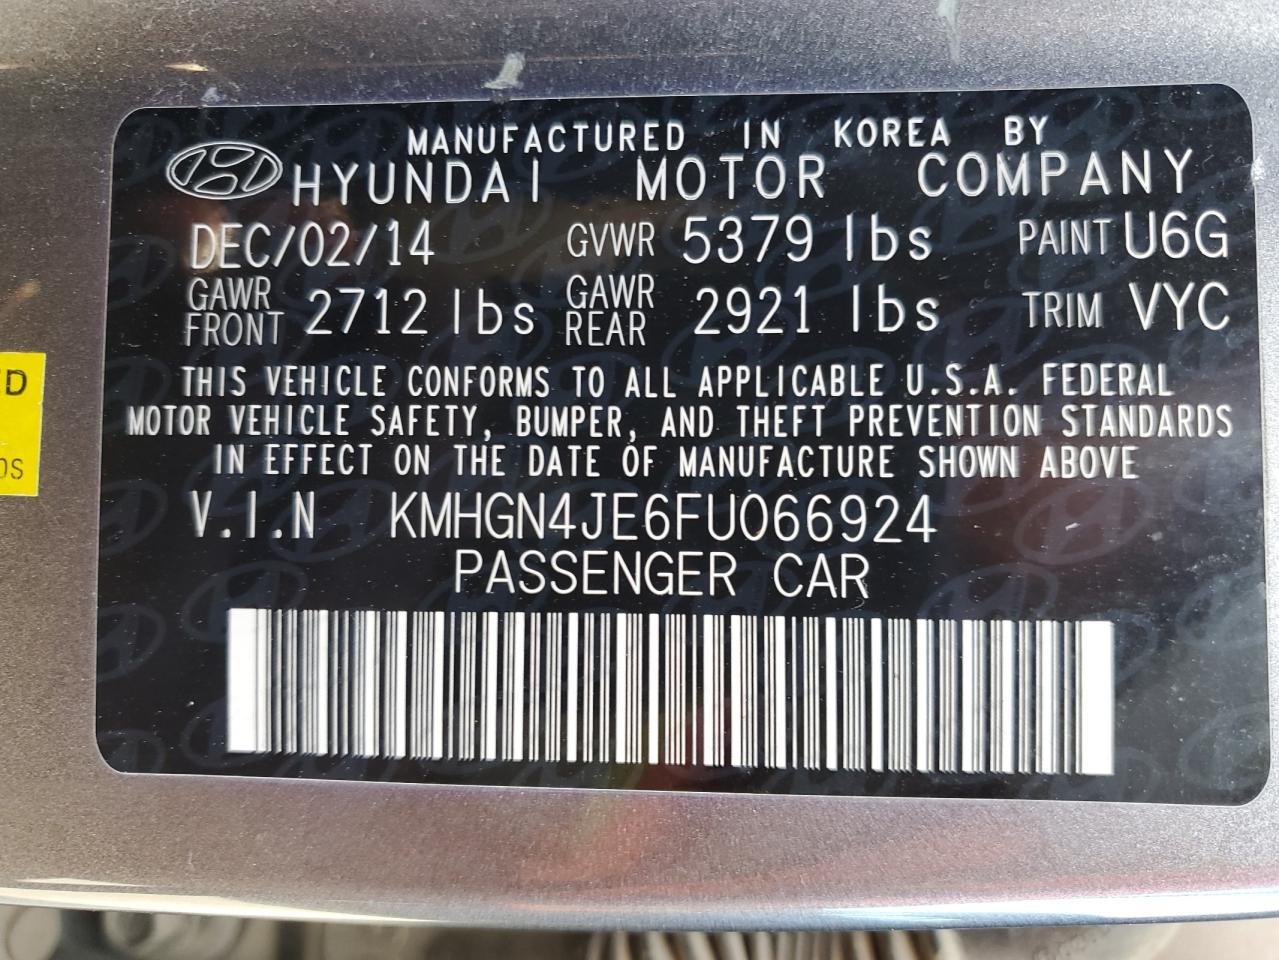 MANUFACTURED IN KOREA BY
HYUNDAI MOTOR COMPANY
DEC/02/14 GVWR 5379 lbs PAINT U6G
GAWR FRONT 2712 lbs GAWR REAR 2921 lbs TRIM VYC
THIS VEHICLE CONFORMS TO ALL APPLICABLE U.S.A. FEDERAL
MOTOR VEHICLE SAFETY, BUMPER, AND THEFT PREVENTION STANDARDS
IN EFFECT ON THE DATE OF MANUFACTURE SHOWN ABOVE
V.I.N KMHGN4JE6FU066924
PASSENGER CAR